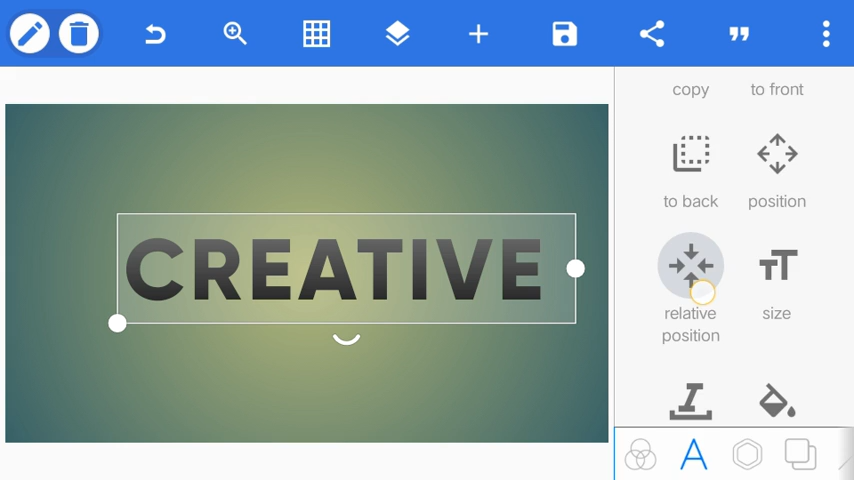 copy
to front
to back
position
CREATIVE
relative
position
size